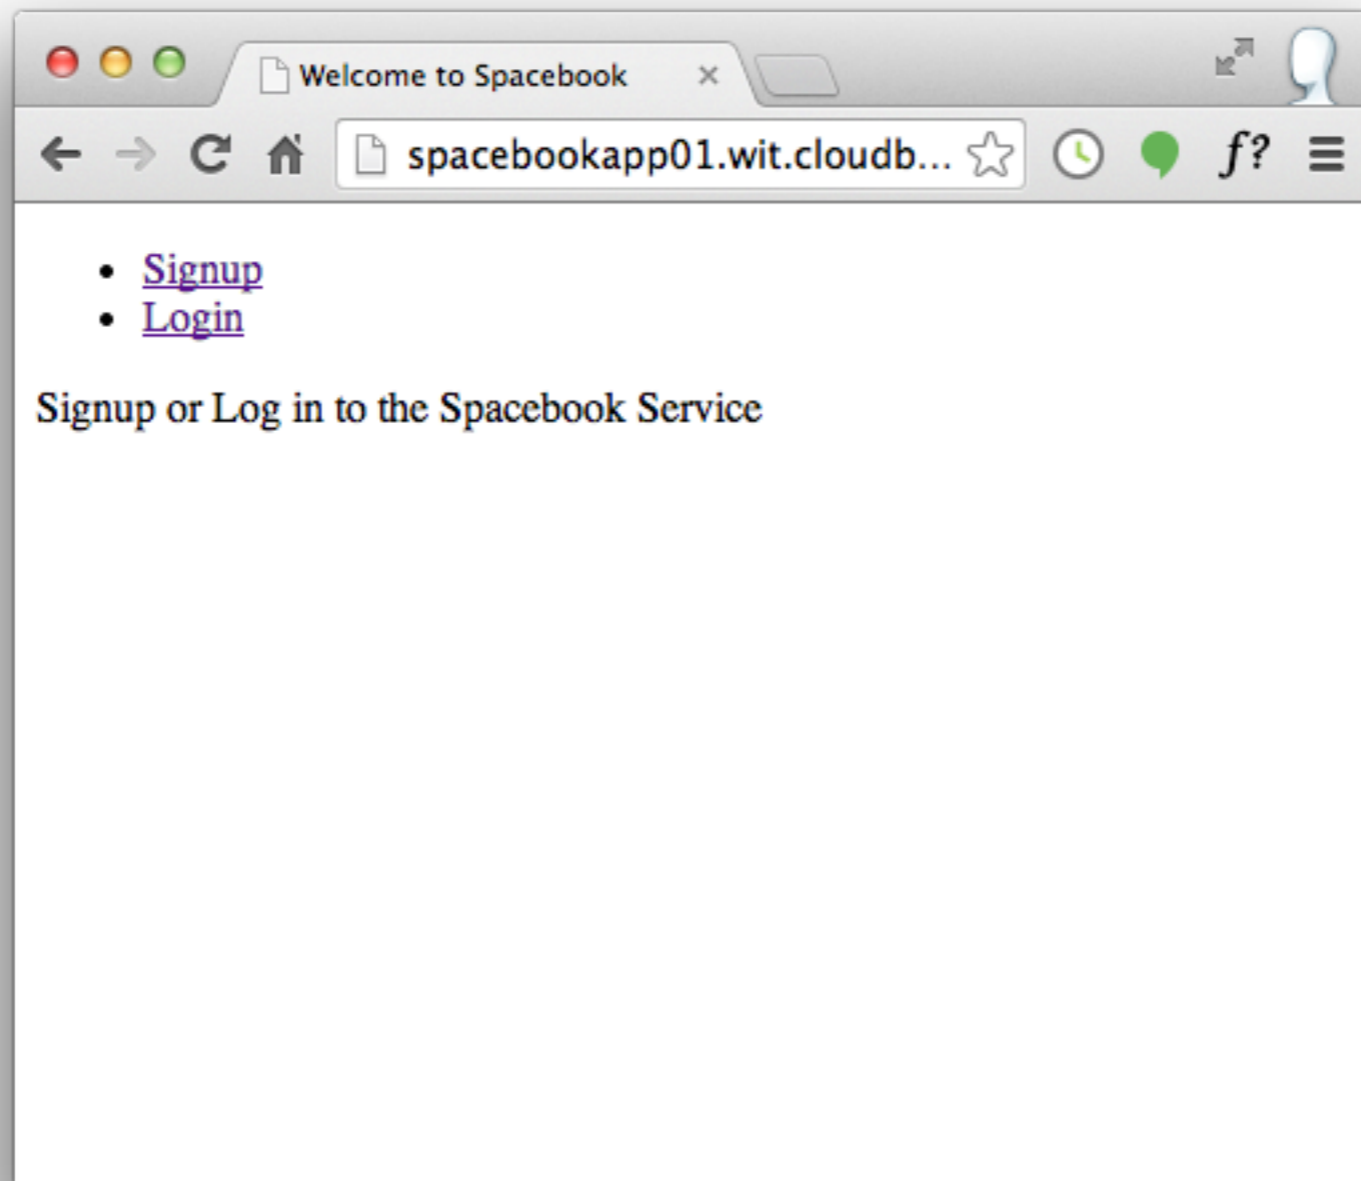 Welcome to Spacebook
spacebookapp01.wit.cloudb...
f?
Signup
Login
Signup or Log in to the Spacebook Service